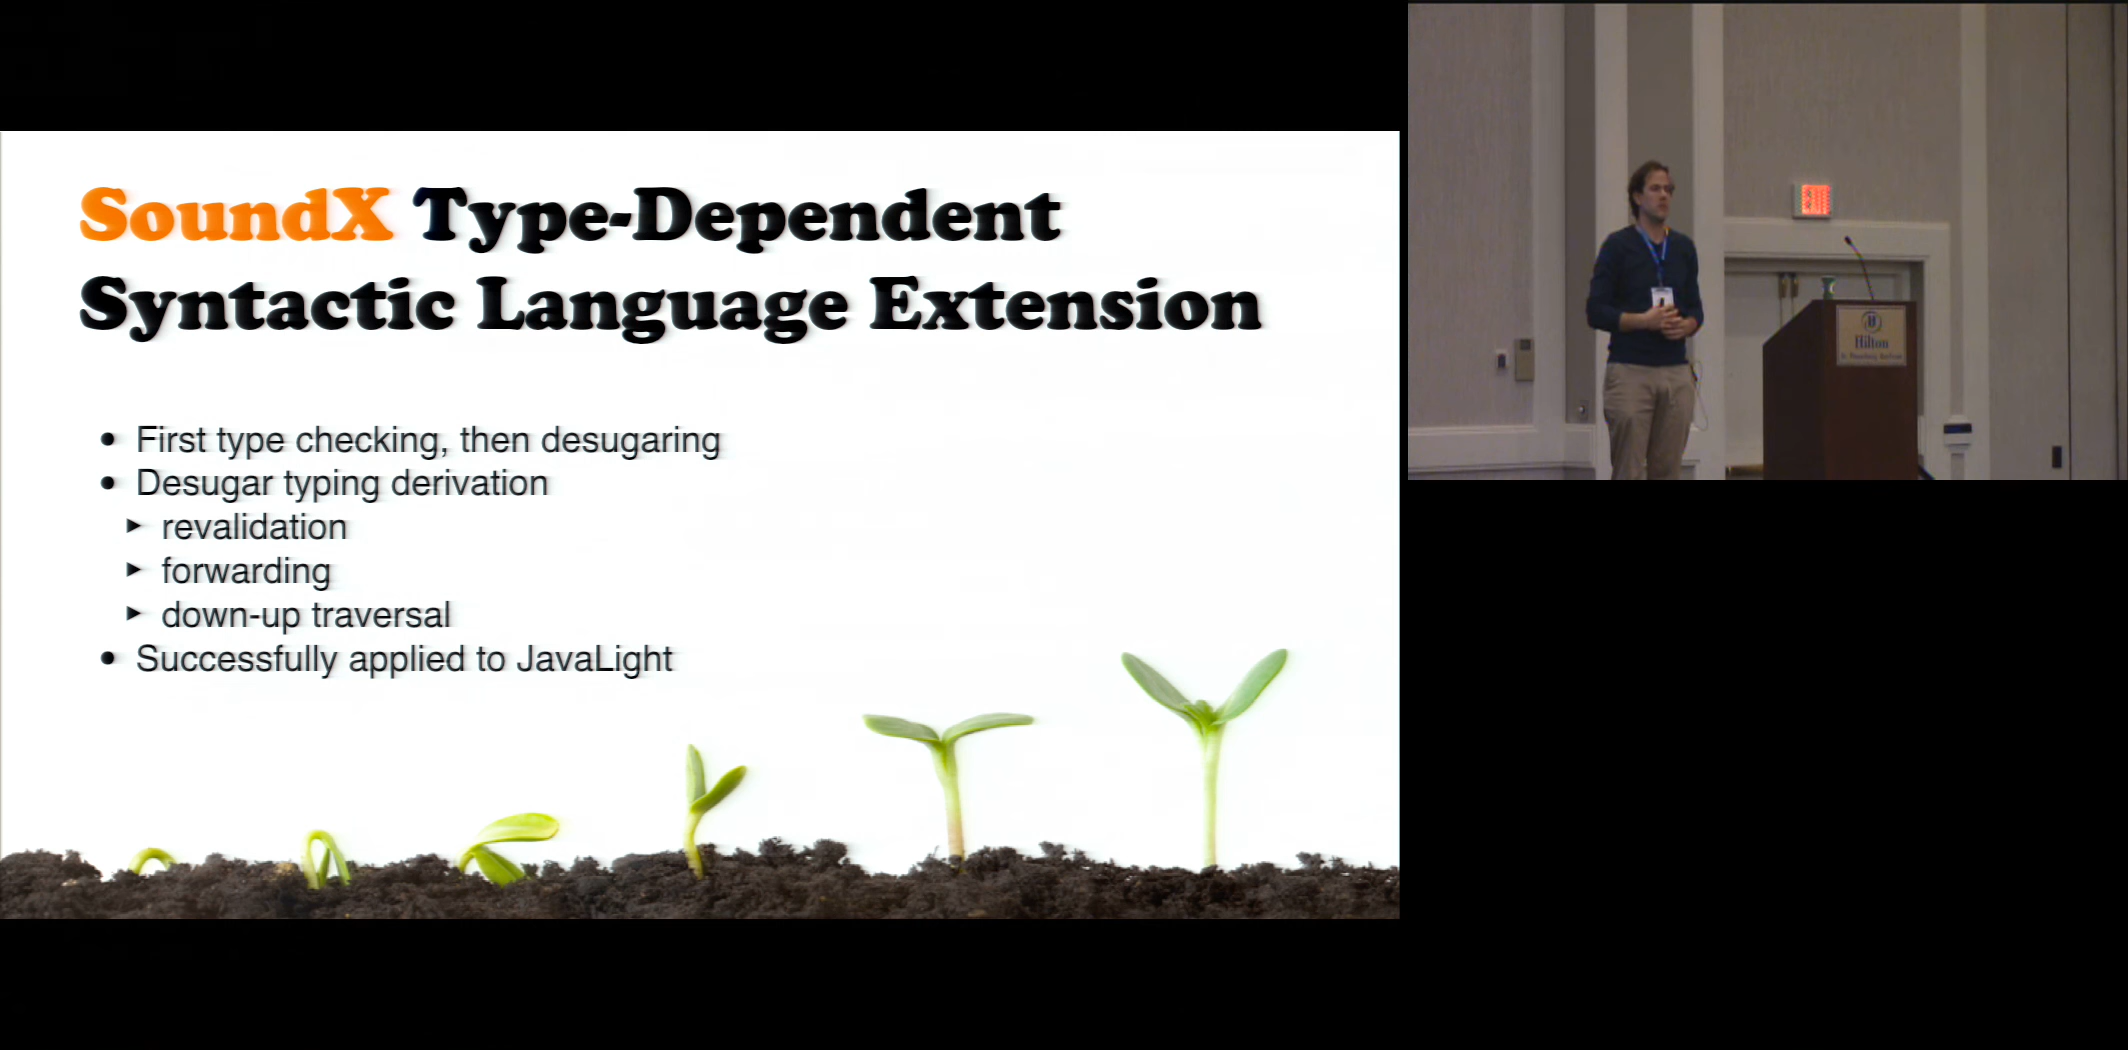 SoundX Type-Dependent
Syntactic Language Extension
• First type checking, then desugaring
• Desugar typing derivation
▸ revalidation
▸ forwarding
▸ down-up traversal
• Successfully applied to JavaLight
Hilton